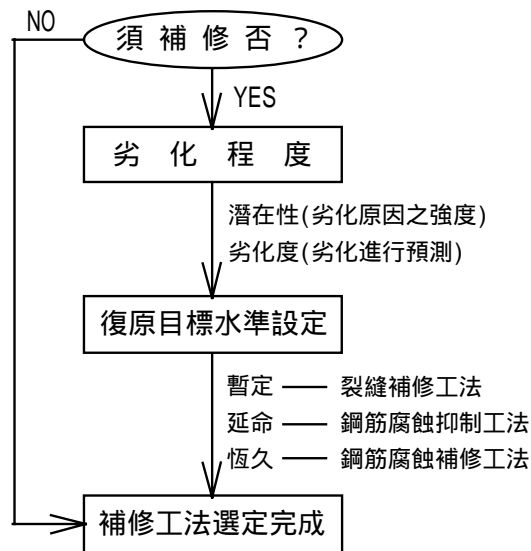 NO
須補修否？
YES
劣化程度
潛在性(劣化原因之強度)
劣化度(劣化進行預測)
復原目標水準設定
暫定 —— 裂縫補修工法
延命 —— 鋼筋腐蝕抑制工法
恆久 —— 鋼筋腐蝕補修工法
補修工法選定完成